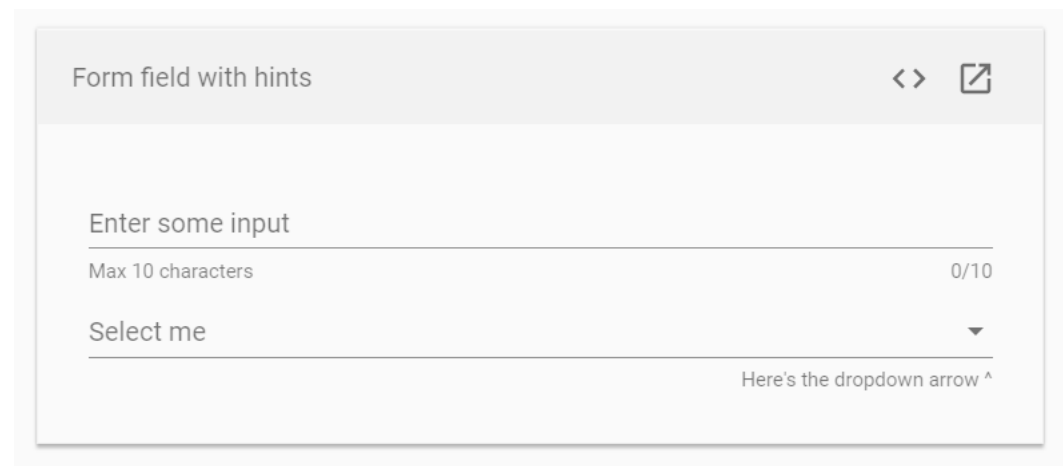 Form field with hints
Enter some input
Max 10 characters 0/10
Select me
Here's the dropdown arrow ^